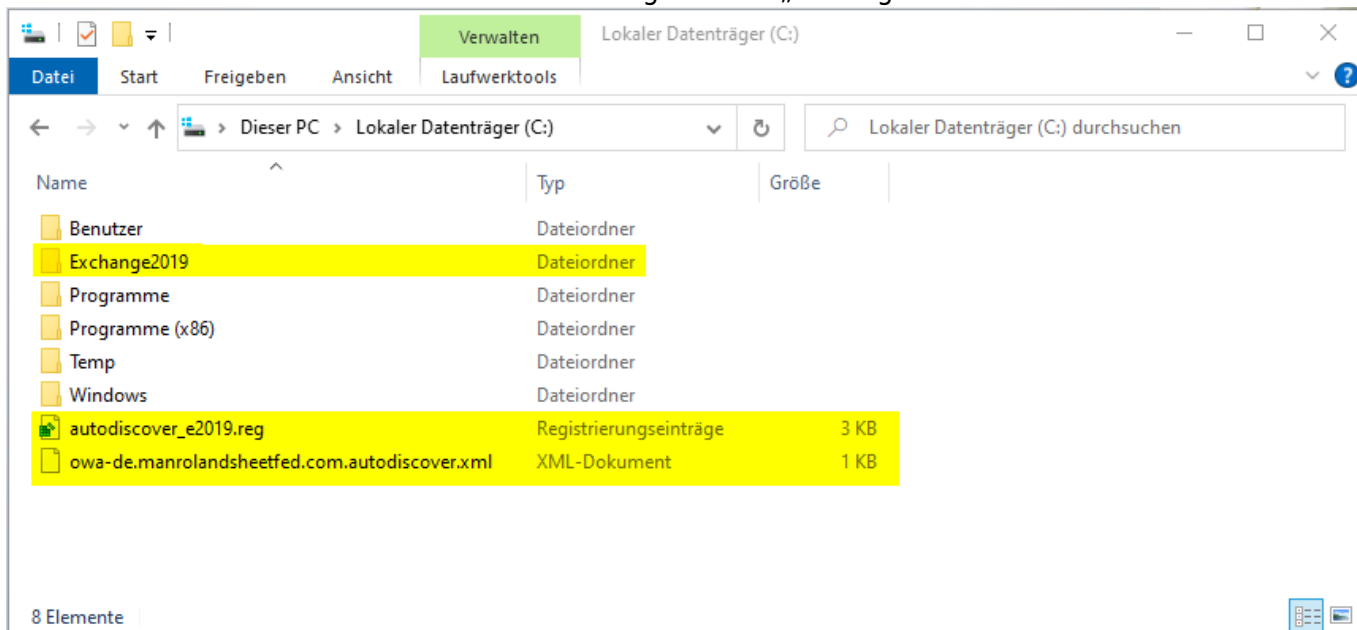 Verwalten Lokaler Datenträger (C:)
Datei Start Freigeben Ansicht Laufwerktools ?
Dieser PC > Lokaler Datenträger (C:) Lokaler Datenträger (C:) durchsuchen
Name Typ Größe
Benutzer Dateiordner
Exchange2019 Dateiordner
Programme Dateiordner
Programme (x86) Dateiordner
Temp Dateiordner
Windows Dateiordner
autodiscover_e2019.reg Registrierungseinträge 3 KB
owa-de.manrolandsheetfed.com.autodiscover.xml XML-Dokument 1 KB
8 Elemente